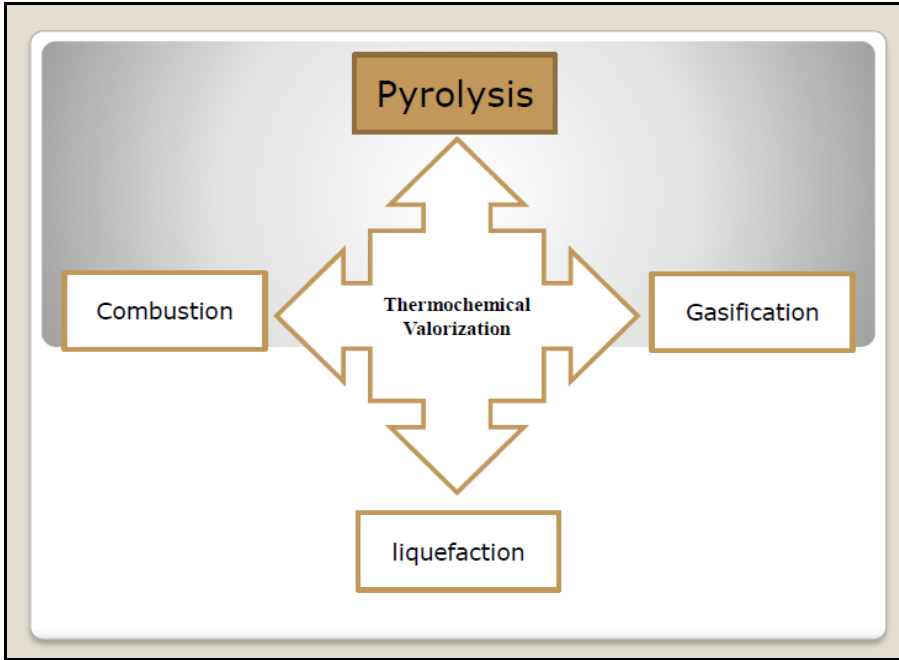 Pyrolysis
Combustion
Thermochemical
Valorization
Gasification
liquefaction